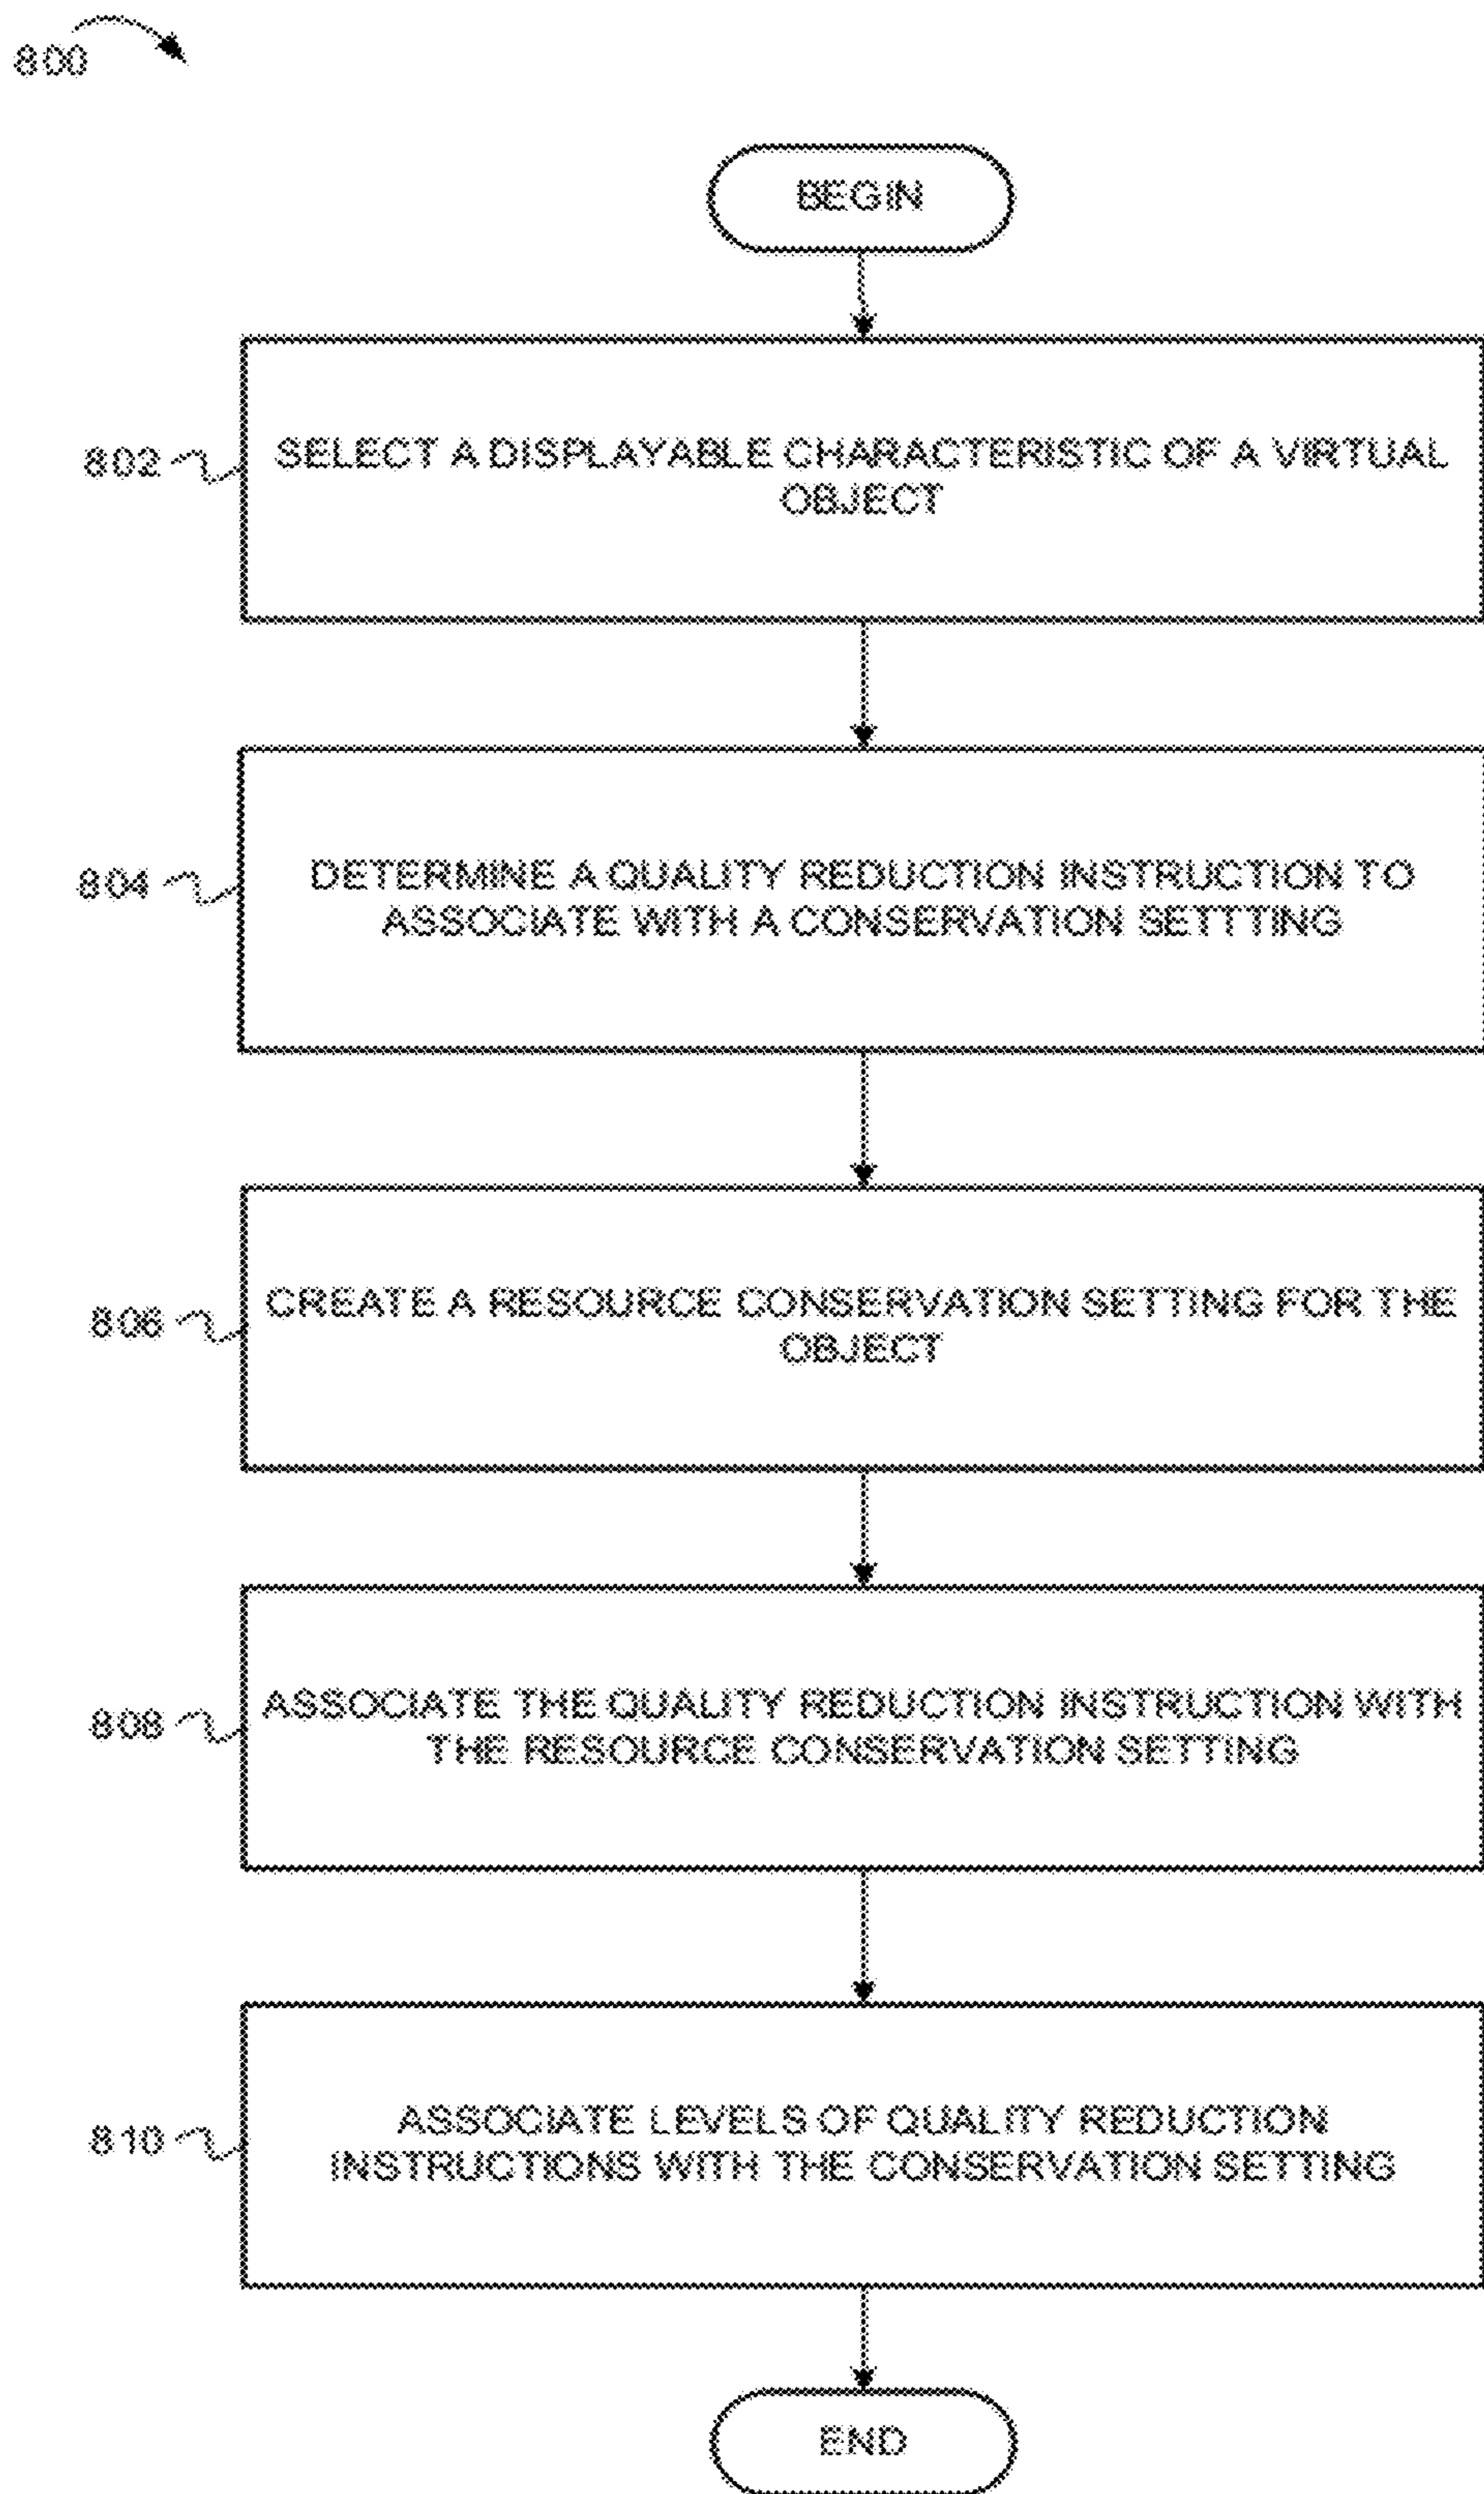 800
BEGIN
802
SELECT A DISPLAYABLE CHARACTERISTIC OF A VIRTUAL
OBJECT
804
DETERMINE A QUALITY REDUCTION INSTRUCTION TO
ASSOCIATE WITH A CONSERVATION SETTTING
806
CREATE A RESOURCE CONSERVATION SETTING FOR THE
OBJECT
808
ASSOCIATE THE QUALITY REDUCTION INSTRUCTION WITH
THE RESOURCE CONSERVATION SETTING
810
ASSOCIATE LEVELS OF QUALITY REDUCTION
INSTRUCTIONS WITH THE CONSERVATION SETTING
END